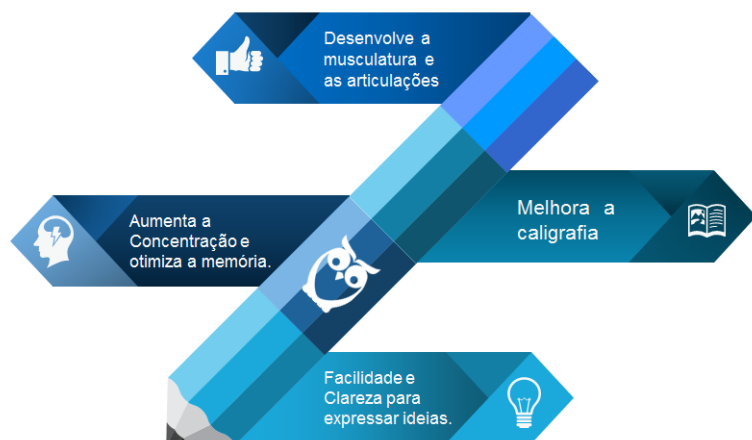 Desenvolve a
musculatura e
as articulações
Aumenta a
Concentração e
otimiza a memória.
Melhora a
caligrafia
Facilidade e
Clareza para
expressar ideias.